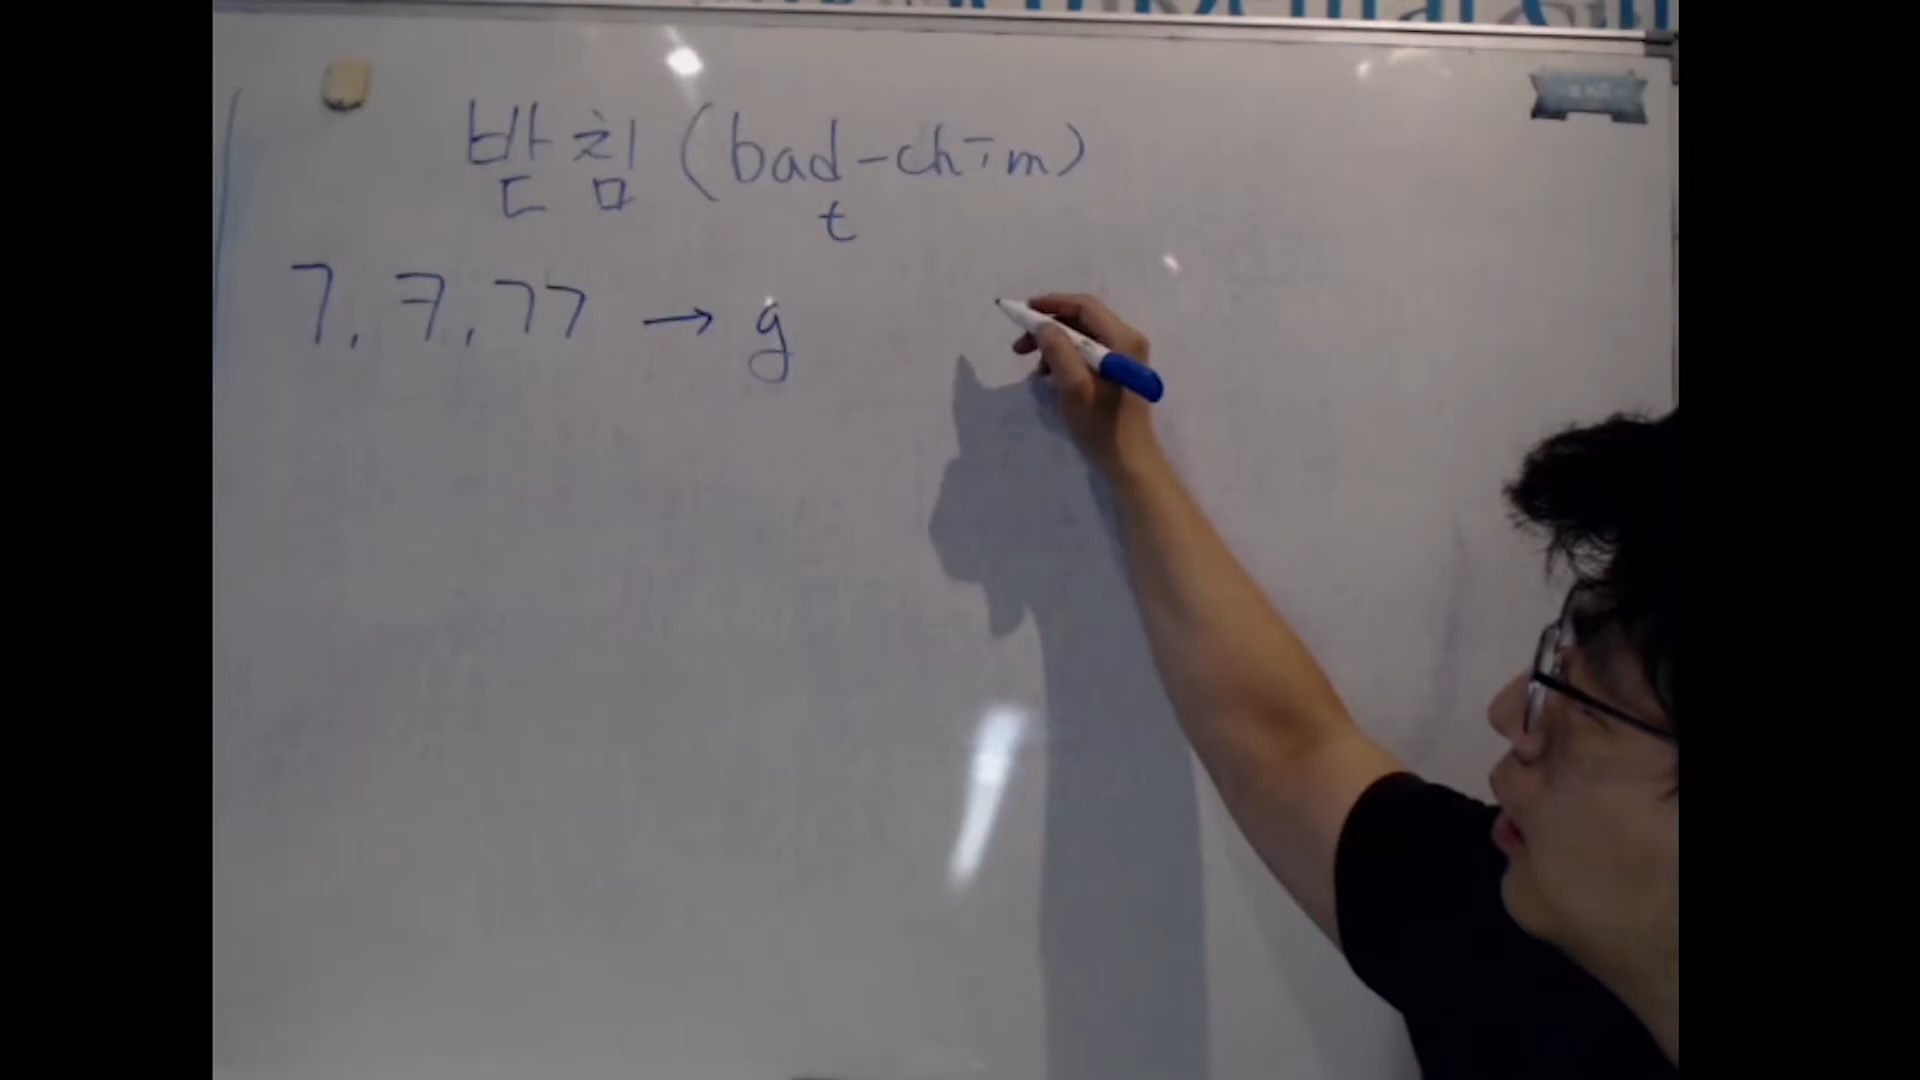 받침 (bad-chim)
t
ㄱ, ㅋ, ㄲ → g